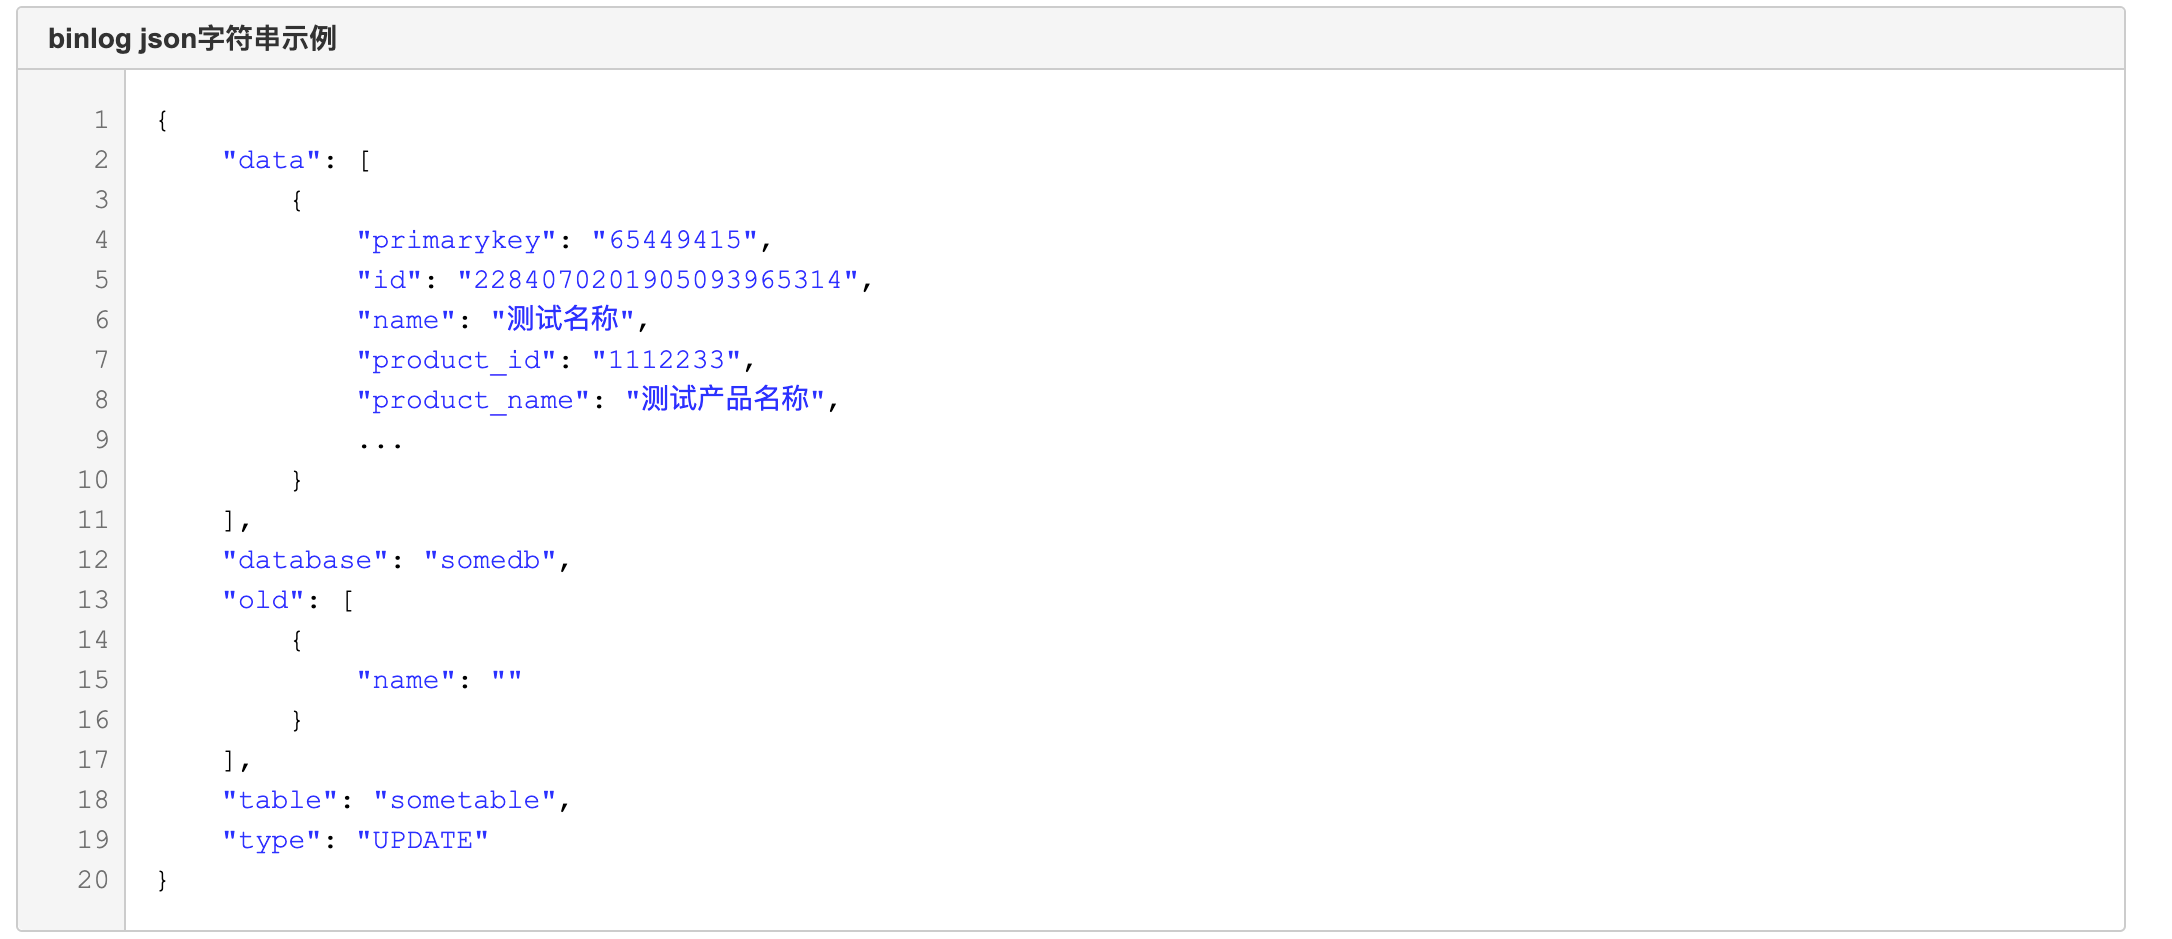 binlog json字符串示例
1 {
2 "data": [
3 {
4 "primarykey": "65449415",
5 "id": "2284070201905093965314",
6 "name": "测试名称",
7 "product_id": "1112233",
8 "product_name": "测试产品名称",
9 ...
10 }
11 ],
12 "database": "somedb",
13 "old": [
14 {
15 "name": ""
16 }
17 ],
18 "table": "sometable",
19 "type": "UPDATE"
20 }